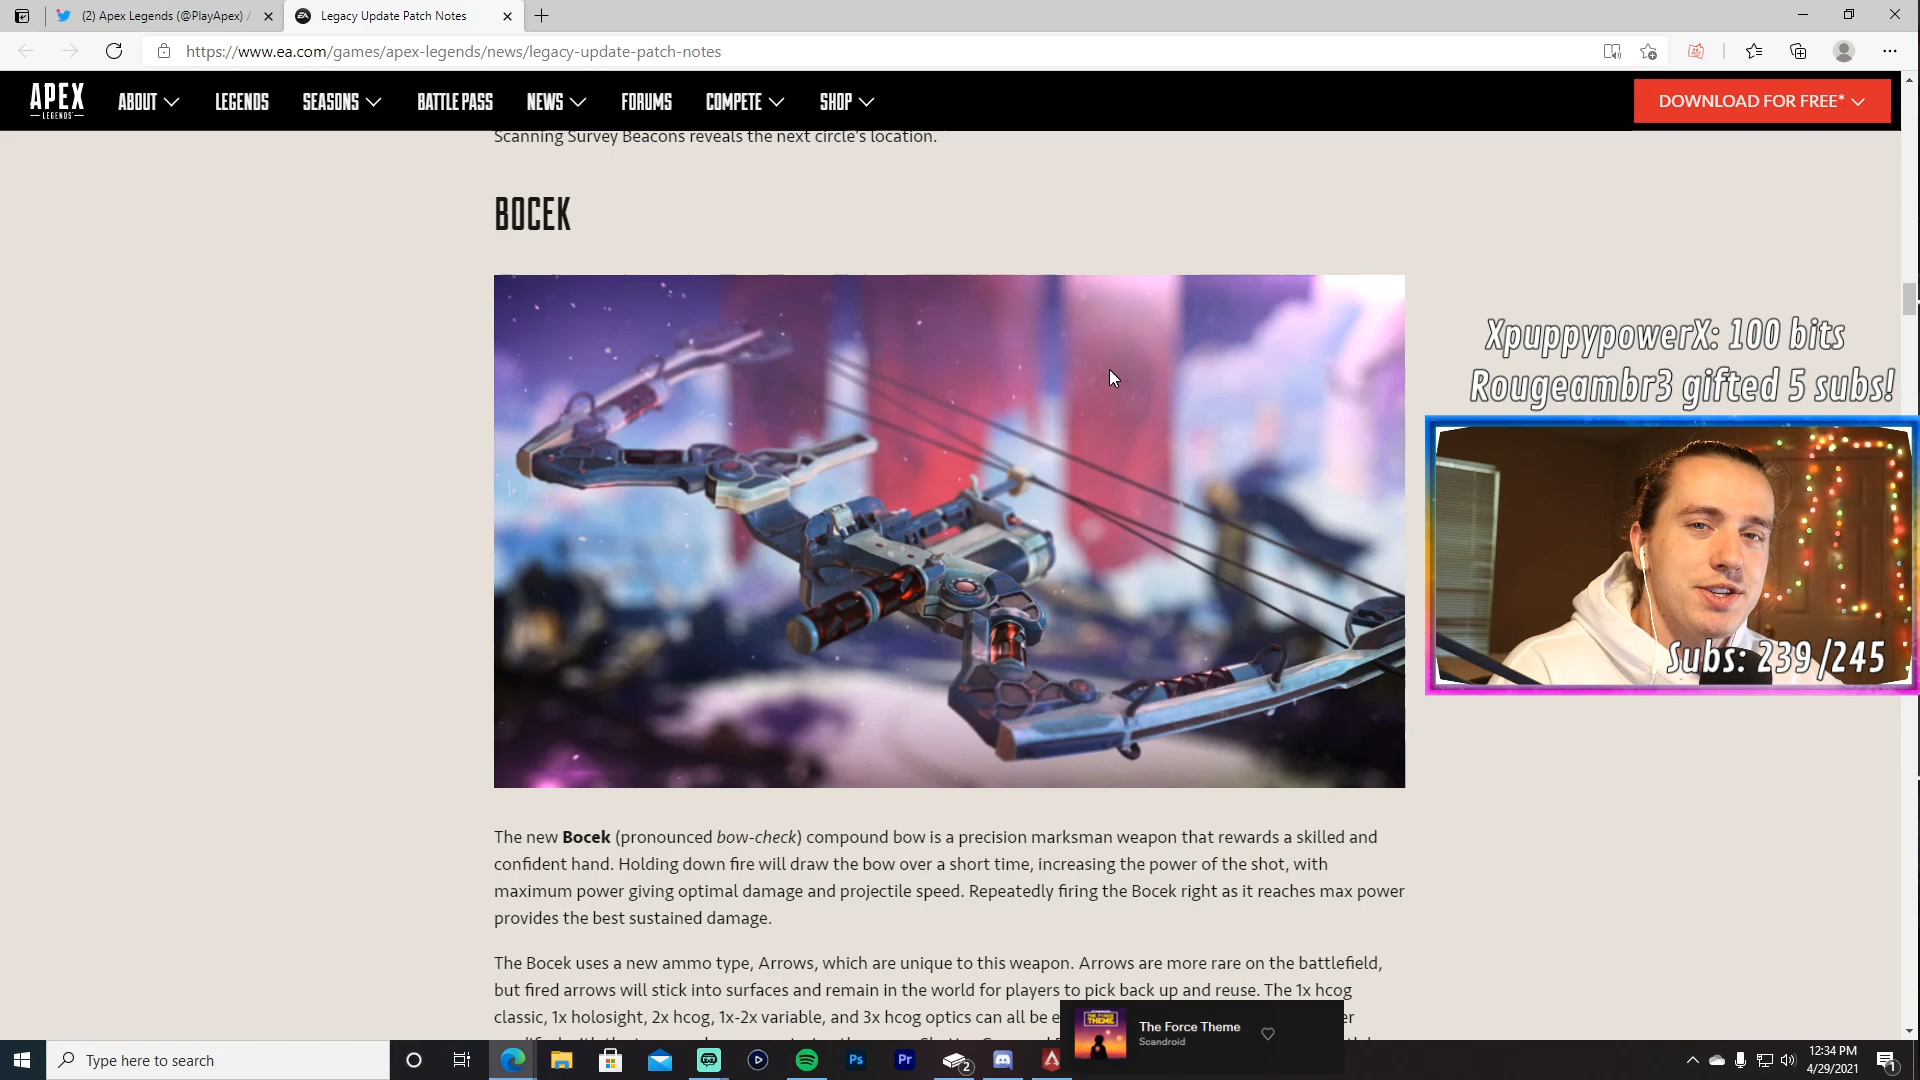 (2) Apex Legends (@PlayApex) /
Legacy Update Patch Notes
https://www.ea.com/games/apex-legends/news/legacy-update-patch-notes
APEX
LEGENDS
ABOUT
LEGENDS
SEASONS
BATTLE PASS
NEWS
FORUMS
COMPETE
SHOP
DOWNLOAD FOR FREE*
Scanning Survey Beacons reveals the next circle's location.
BOCEK
XpuppypowerX: 100 bits
Rougeambr3 gifted 5 subs!
Subs: 239/245
The new Bocek (pronounced bow-check) compound bow is a precision marksman weapon that rewards a skilled and
confident hand. Holding down fire will draw the bow over a short time, increasing the power of the shot, with
maximum power giving optimal damage and projectile speed. Repeatedly firing the Bocek right as it reaches max power
provides the best sustained damage.
The Bocek uses a new ammo type, Arrows, which are unique to this weapon. Arrows are more rare on the battlefield,
but fired arrows will stick into surfaces and remain in the world for players to pick back up and reuse. The 1x hcog
classic, 1x holosight, 2x hcog, 1x-2x variable, and 3x hcog optics can all be e
The Force Theme
Scandroid
THE FORCE
THEME
Type here to search
Ps
Pr
2
12:34 PM
4/29/2021
1